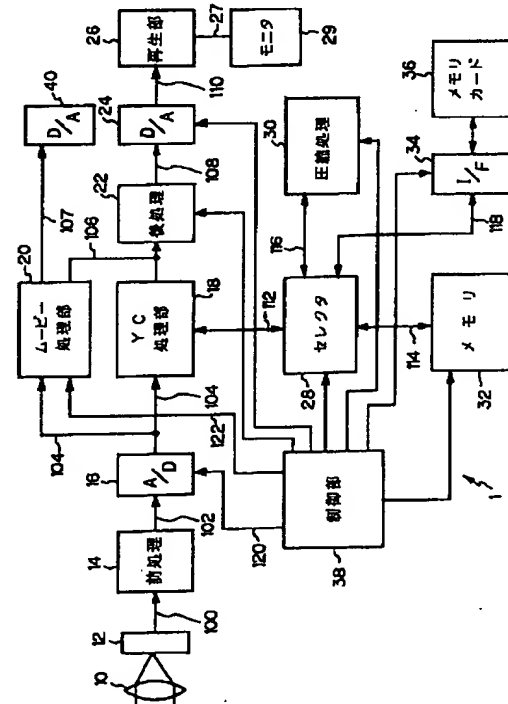 10
12
100
前処理
14
102
A/D
16
104
104
122
120
ムービー
処理部
20
107
106
D/A
40
YC
処理部
18
後処理
22
108
D/A
24
110
再生部
26
27
モニタ
29
112
セレクタ
28
116
圧縮処理
30
118
I/F
34
メモリ
カード
36
114
メモリ
32
制御部
38
1